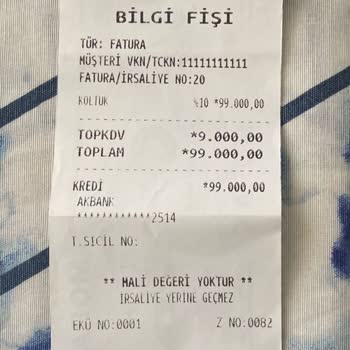 BİLGİ FİŞİ
TÜR: FATURA
MÜŞTERİ VKN/TCKN:11111111111
FATURA/İRSALİYE NO:20
KOLTUK %10 *99.000,00
TOPKDV *9.000,00
TOPLAM *99.000,00
KREDİ *99.000,00
AKBANK
************2514
T.SİCİL NO:
** MALİ DEĞERİ YOKTUR **
İRSALİYE YERİNE GEÇMEZ
EKÜ NO:0001 Z NO:0082